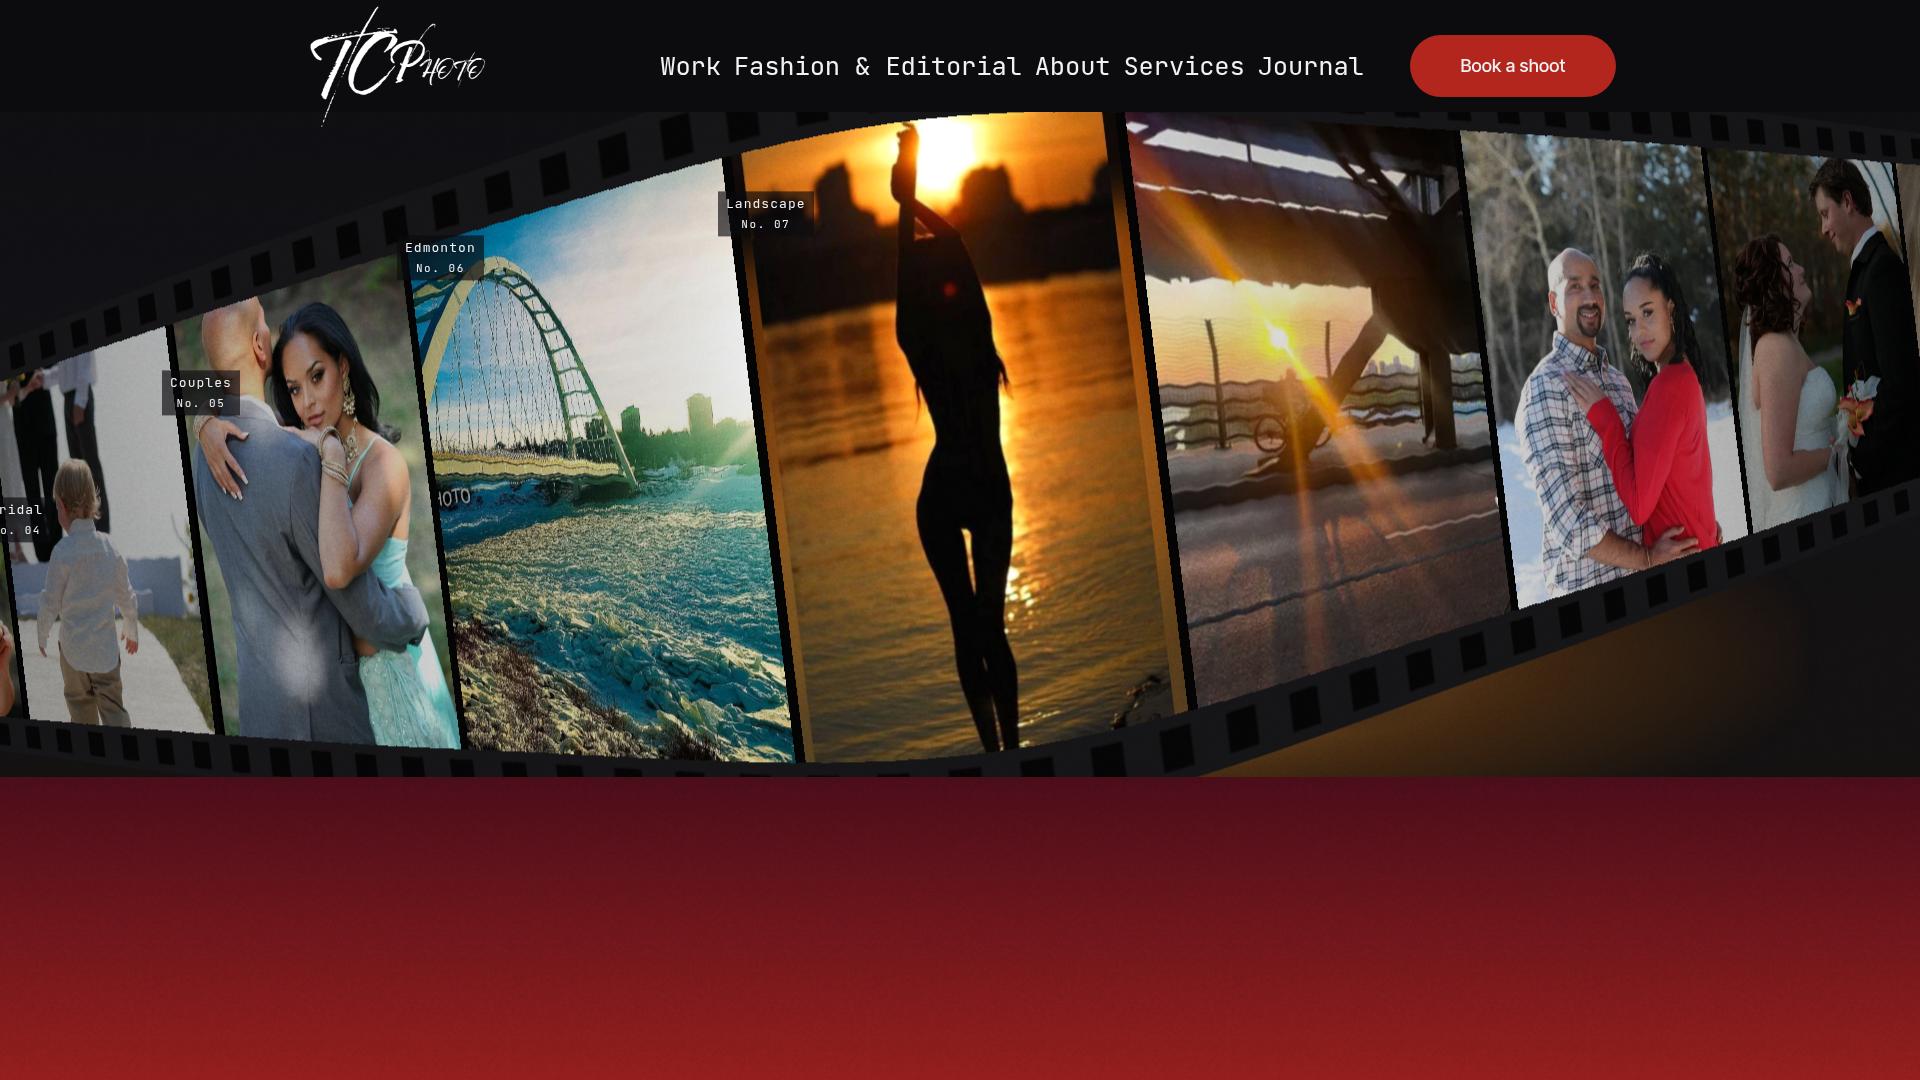 TCPHOTO
Work Fashion & Editorial About Services Journal
Book a shoot
Landscape
No. 07
Edmonton
No. 06
Couples
No. 05
ridal
o. 04
HOTO